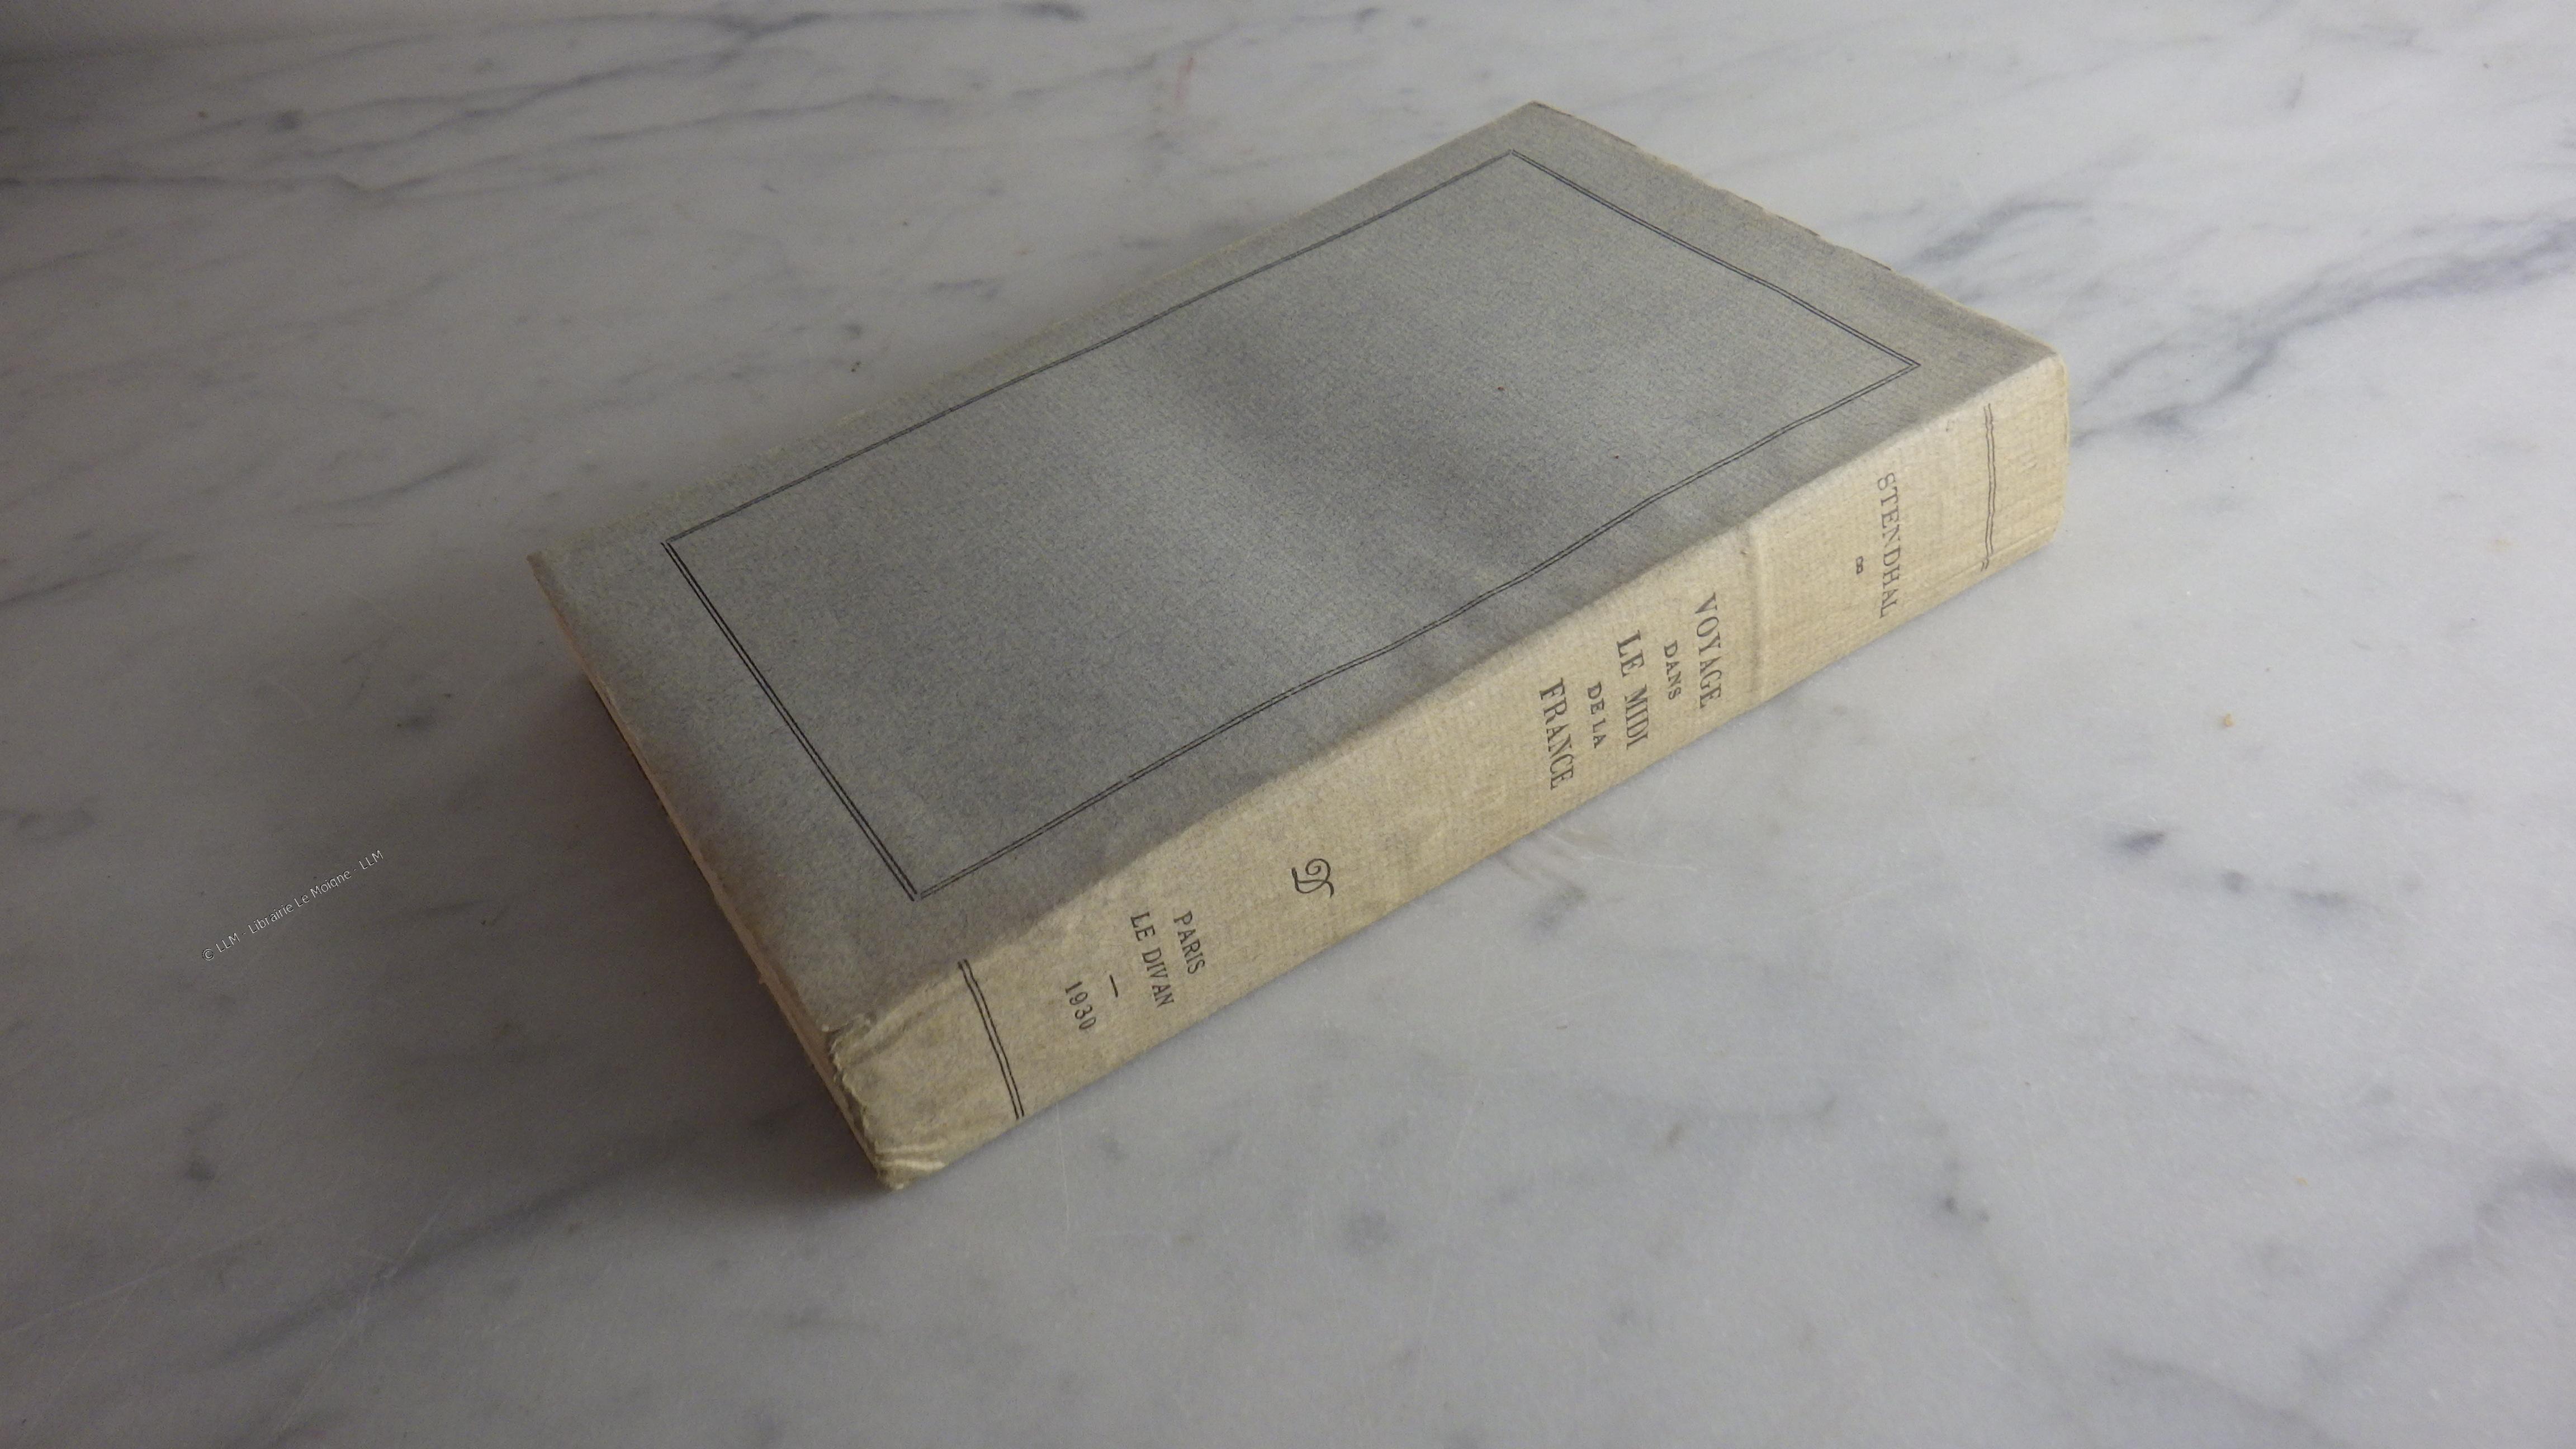 STENDHAL
VOYAGE
DANS
LE MIDI
DE LA
FRANCE
D
PARIS
LE DIVAN
1930
© LLM - Librairie Le Moigne - LLM